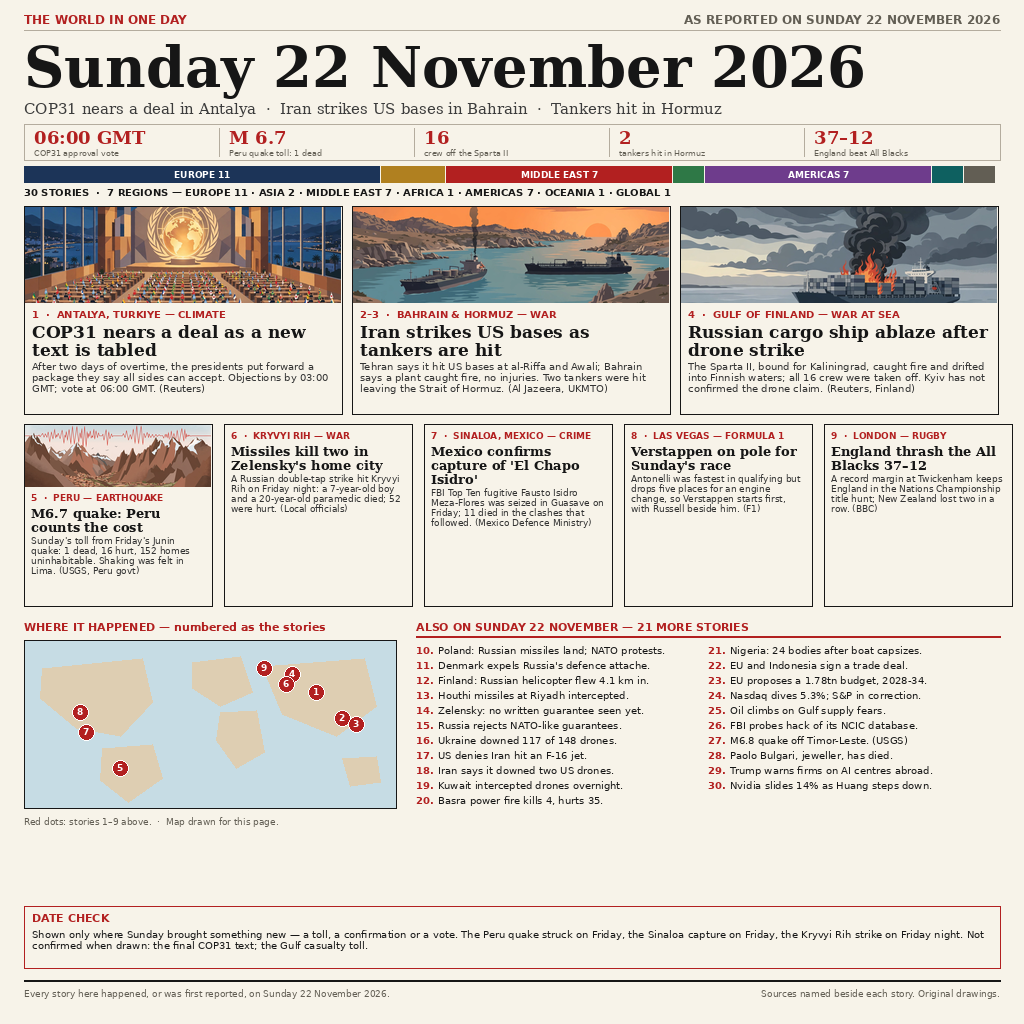 THE WORLD IN ONE DAY
AS REPORTED ON SUNDAY 22 NOVEMBER 2026
Sunday 22 November 2026
COP31 nears a deal in Antalya · Iran strikes US bases in Bahrain · Tankers hit in Hormuz
06:00 GMT
COP31 approval vote
M 6.7
Peru quake toll: 1 dead
16
crew off the Sparta II
2
tankers hit in Hormuz
37–12
England beat All Blacks
EUROPE 11
MIDDLE EAST 7
AMERICAS 7
30 STORIES · 7 REGIONS — EUROPE 11 · ASIA 2 · MIDDLE EAST 7 · AFRICA 1 · AMERICAS 7 · OCEANIA 1 · GLOBAL 1
1 · ANTALYA, TURKIYE — CLIMATE
COP31 nears a deal as a new
text is tabled
After two days of overtime, the presidents put forward a
package they say all sides can accept. Objections by 03:00
GMT; vote at 06:00 GMT. (Reuters)
2–3 · BAHRAIN & HORMUZ — WAR
Iran strikes US bases as
tankers are hit
Tehran says it hit US bases at al-Riffa and Awali; Bahrain
says a plant caught fire, no injuries. Two tankers were hit
leaving the Strait of Hormuz. (Al Jazeera, UKMTO)
4 · GULF OF FINLAND — WAR AT SEA
Russian cargo ship ablaze after
drone strike
The Sparta II, bound for Kaliningrad, caught fire and drifted
into Finnish waters; all 16 crew were taken off. Kyiv has not
confirmed the drone claim. (Reuters, Finland)
5 · PERU — EARTHQUAKE
M6.7 quake: Peru
counts the cost
Sunday's toll from Friday's Junin
quake: 1 dead, 16 hurt, 152 homes
uninhabitable. Shaking was felt in
Lima. (USGS, Peru govt)
6 · KRYVYI RIH — WAR
Missiles kill two in
Zelensky's home city
A Russian double-tap strike hit Kryvyi
Rih on Friday night: a 7-year-old boy
and a 20-year-old paramedic died; 52
were hurt. (Local officials)
7 · SINALOA, MEXICO — CRIME
Mexico confirms
capture of 'El Chapo
Isidro'
FBI Top Ten fugitive Fausto Isidro
Meza-Flores was seized in Guasave on
Friday; 11 died in the clashes that
followed. (Mexico Defence Ministry)
8 · LAS VEGAS — FORMULA 1
Verstappen on pole for
Sunday's race
Antonelli was fastest in qualifying but
drops five places for an engine
change, so Verstappen starts first,
with Russell beside him. (F1)
9 · LONDON — RUGBY
England thrash the All
Blacks 37–12
A record margin at Twickenham keeps
England in the Nations Championship
title hunt; New Zealand lost two in a
row. (BBC)
WHERE IT HAPPENED — numbered as the stories
9
4
6
1
8
7
2
3
5
Red dots: stories 1–9 above. · Map drawn for this page.
ALSO ON SUNDAY 22 NOVEMBER — 21 MORE STORIES
10. Poland: Russian missiles land; NATO protests.
11. Denmark expels Russia's defence attache.
12. Finland: Russian helicopter flew 4.1 km in.
13. Houthi missiles at Riyadh intercepted.
14. Zelensky: no written guarantee seen yet.
15. Russia rejects NATO-like guarantees.
16. Ukraine downed 117 of 148 drones.
17. US denies Iran hit an F-16 jet.
18. Iran says it downed two US drones.
19. Kuwait intercepted drones overnight.
20. Basra power fire kills 4, hurts 35.
21. Nigeria: 24 bodies after boat capsizes.
22. EU and Indonesia sign a trade deal.
23. EU proposes a 1.78tn budget, 2028-34.
24. Nasdaq dives 5.3%; S&P in correction.
25. Oil climbs on Gulf supply fears.
26. FBI probes hack of its NCIC database.
27. M6.8 quake off Timor-Leste. (USGS)
28. Paolo Bulgari, jeweller, has died.
29. Trump warns firms on AI centres abroad.
30. Nvidia slides 14% as Huang steps down.
DATE CHECK
Shown only where Sunday brought something new — a toll, a confirmation or a vote. The Peru quake struck on Friday, the Sinaloa capture on Friday, the Kryvyi Rih strike on Friday night. Not
confirmed when drawn: the final COP31 text; the Gulf casualty toll.
Every story here happened, or was first reported, on Sunday 22 November 2026.
Sources named beside each story. Original drawings.